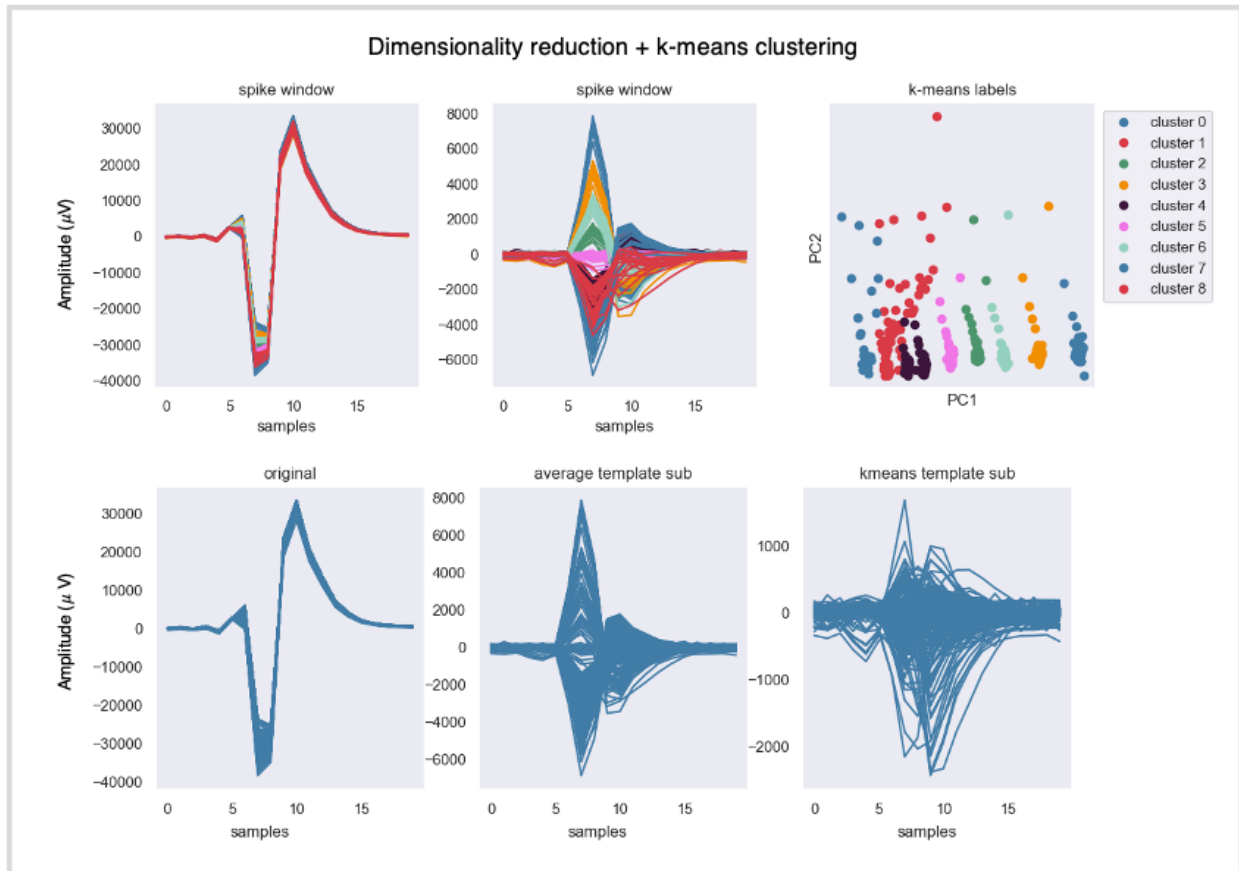 Dimensionality reduction + k-means clustering
spike window
spike window
k-means labels
Amplitude (μV)
30000
20000
10000
0
−10000
−20000
−30000
−40000
0 5 10 15
samples
8000
6000
4000
2000
0
−2000
−4000
−6000
0 5 10 15
samples
PC2
PC1
cluster 0
cluster 1
cluster 2
cluster 3
cluster 4
cluster 5
cluster 6
cluster 7
cluster 8
original
average template sub
kmeans template sub
Amplitude (μ V)
30000
20000
10000
0
−10000
−20000
−30000
−40000
0 5 10 15
samples
8000
6000
4000
2000
0
−2000
−4000
−6000
0 5 10 15
samples
1000
0
−1000
−2000
0 5 10 15
samples